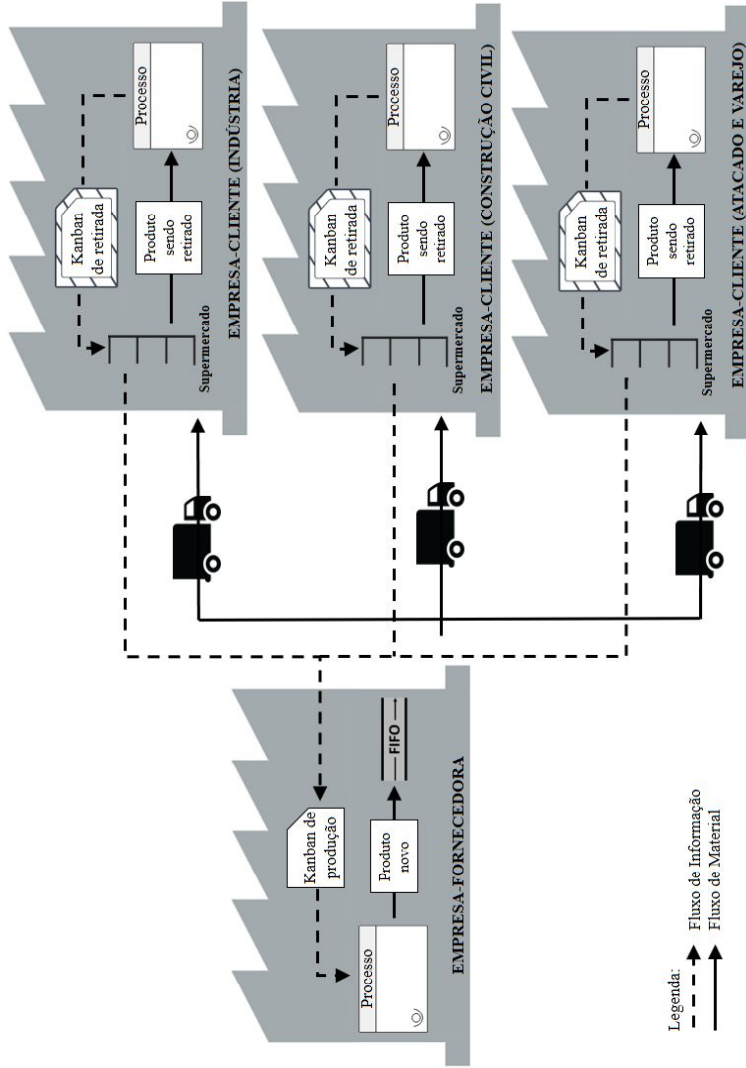 Kanban de
produção
Processo
Produto
novo
FIFO
EMPRESA-FORNECEDORA
Kanban
de retirada
Processo
Produto
sendo
retirado
Supermercado
EMPRESA-CLIENTE (INDÚSTRIA)
Kanban
de retirada
Processo
Produto
sendo
retirado
Supermercado
EMPRESA-CLIENTE (CONSTRUÇÃO CIVIL)
Kanban
de retirada
Processo
Produto
sendo
retirado
Supermercado
EMPRESA-CLIENTE (ATACADO E VAREJO)
Legenda:
Fluxo de Informação
Fluxo de Material